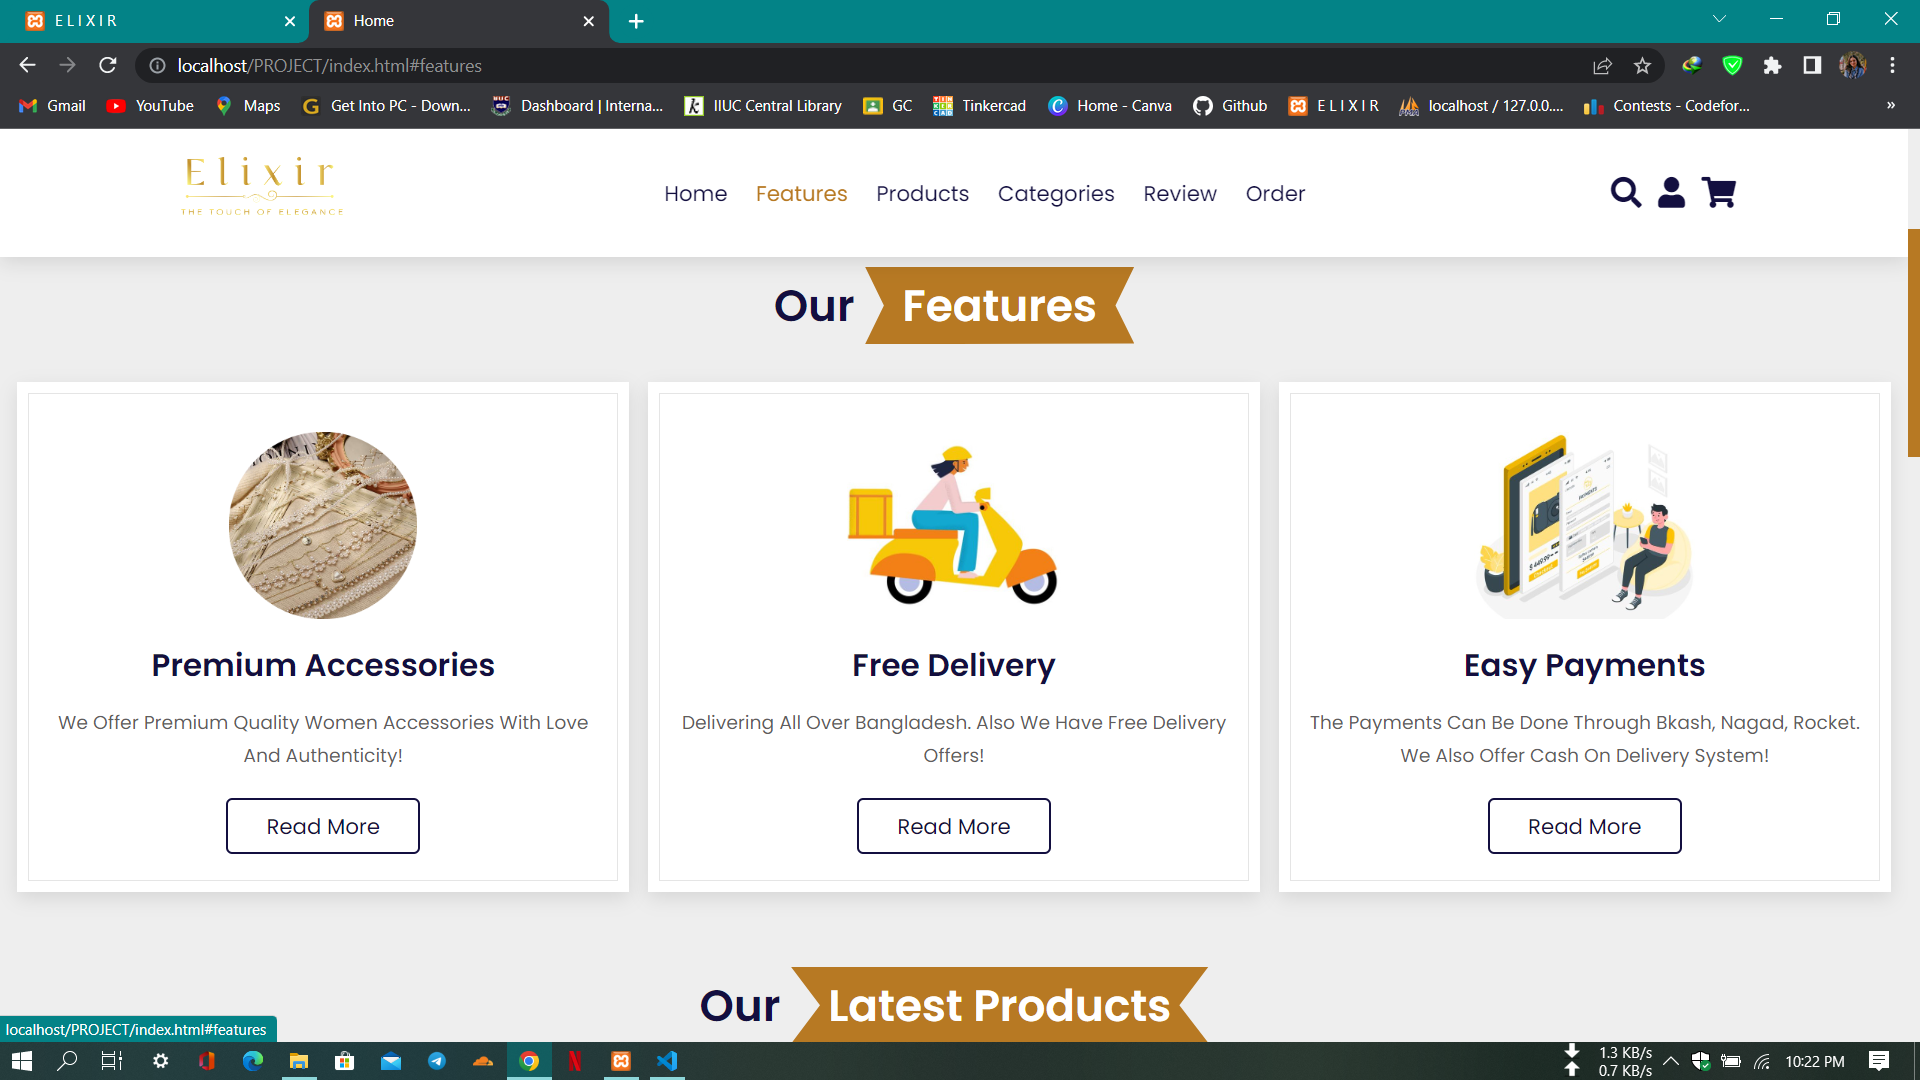 E L I X I R
Home
localhost/PROJECT/index.html#features
Gmail
YouTube
Maps
Get Into PC - Down...
Dashboard | Interna...
IIUC Central Library
GC
Tinkercad
Home - Canva
Github
E L I X I R
localhost / 127.0.0....
Contests - Codefor...
»
Elixir
THE TOUCH OF ELEGANCE
Home
Features
Products
Categories
Review
Order
Our Features
Premium Accessories
We Offer Premium Quality Women Accessories With Love
And Authenticity!
Read More
Free Delivery
Delivering All Over Bangladesh. Also We Have Free Delivery
Offers!
Read More
Easy Payments
The Payments Can Be Done Through Bkash, Nagad, Rocket.
We Also Offer Cash On Delivery System!
Read More
Our Latest Products
localhost/PROJECT/index.html#features
1.3 KB/s
0.7 KB/s
10:22 PM